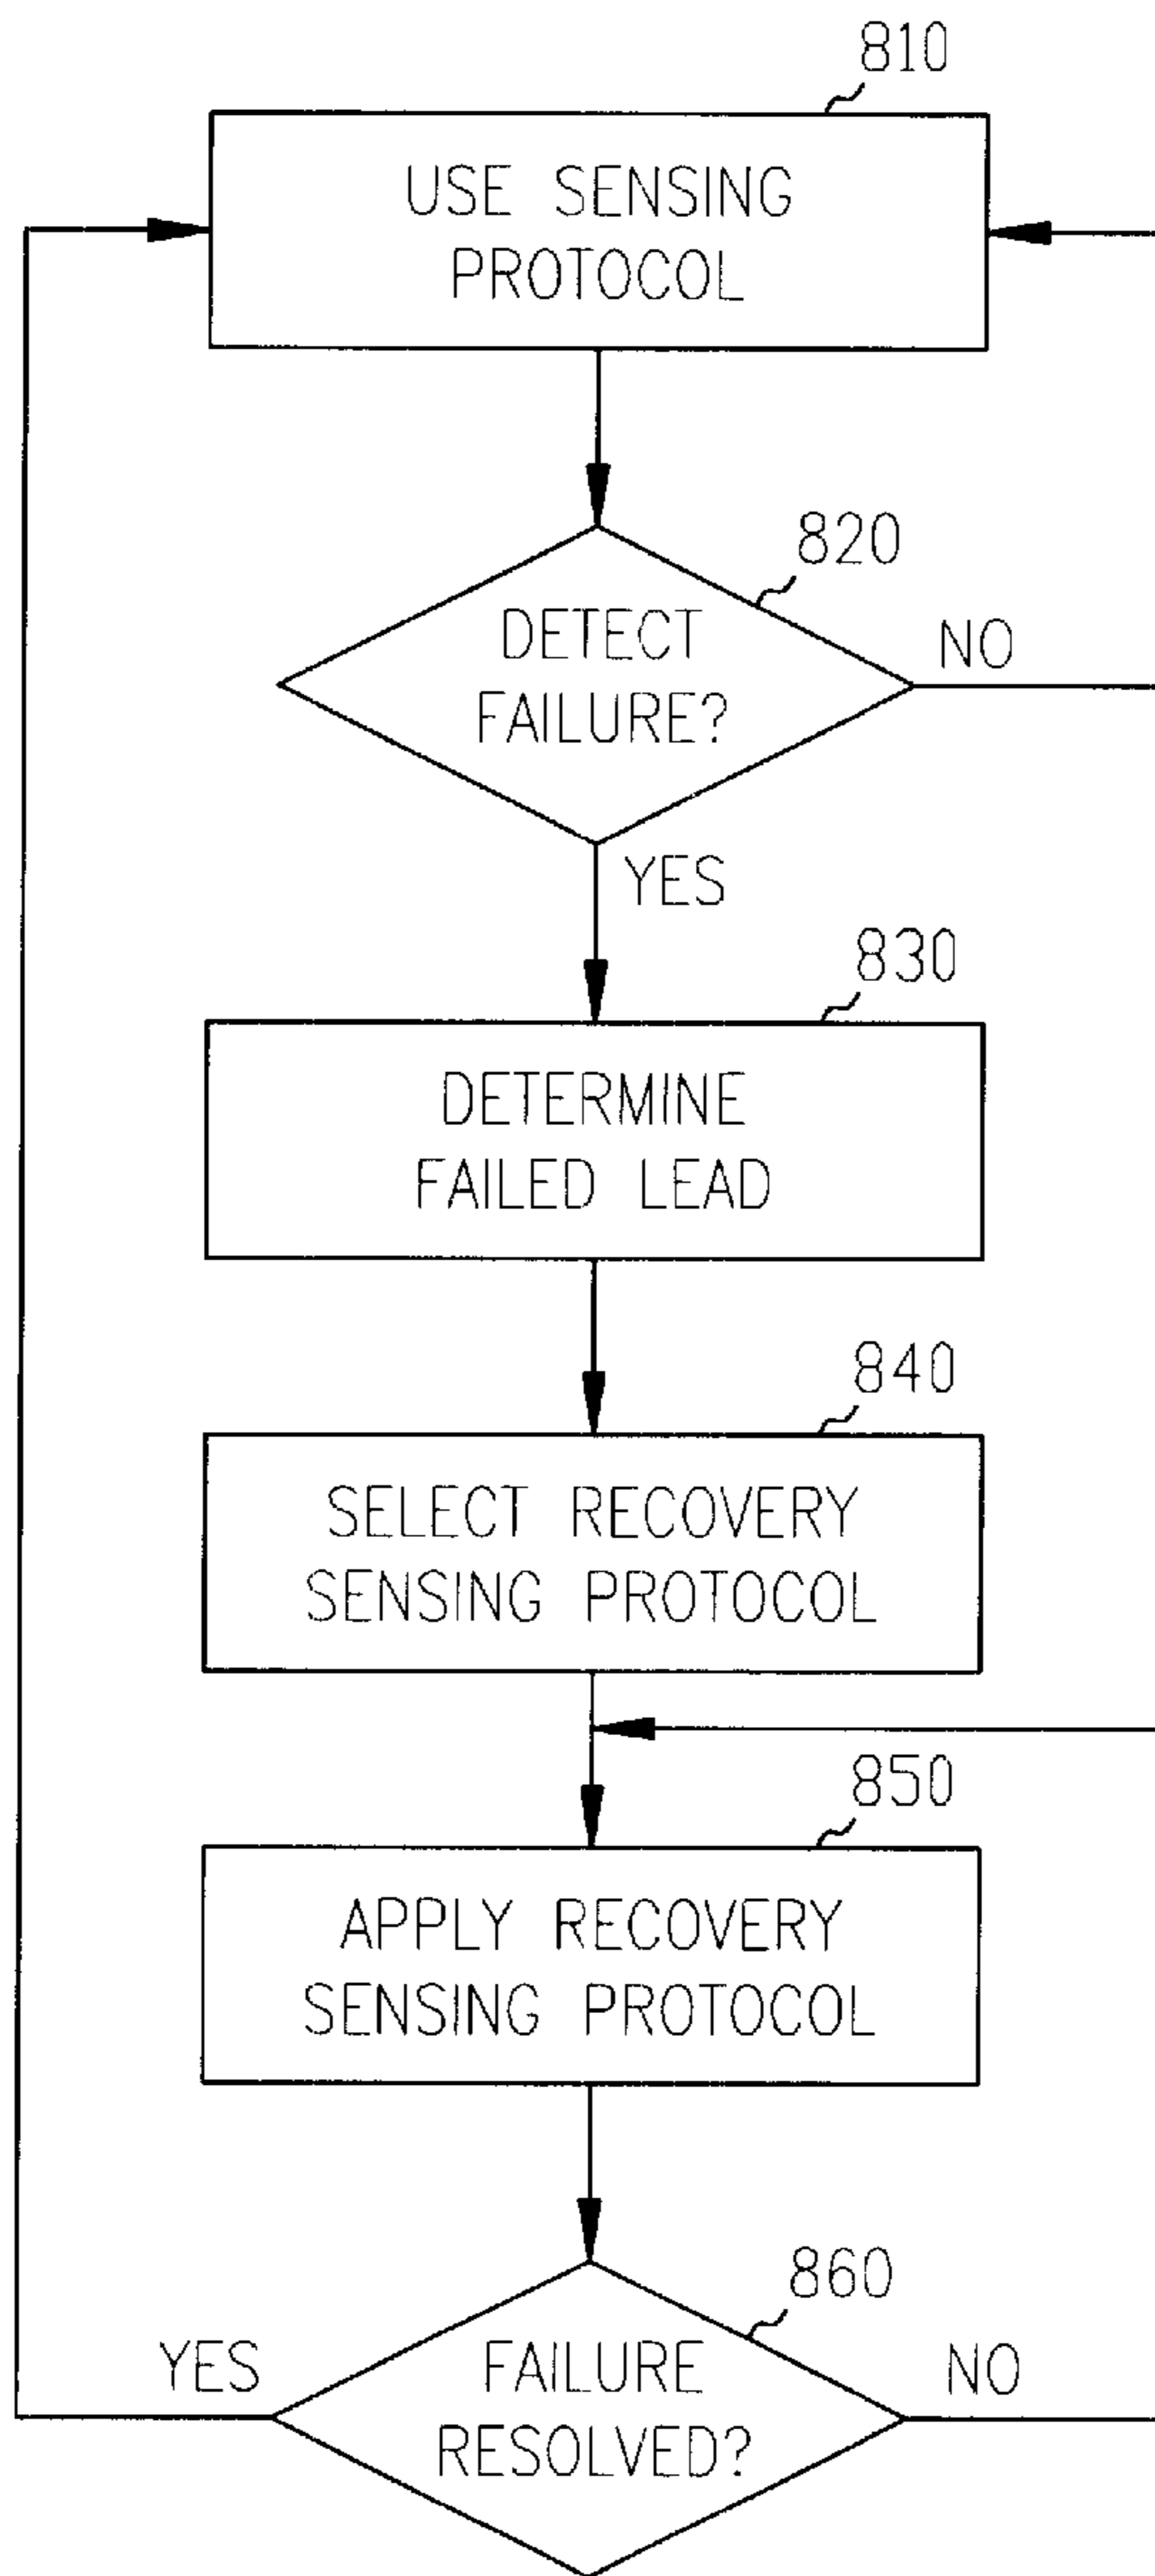 810
USE SENSING
PROTOCOL
820
DETECT
FAILURE?
NO
YES
830
DETERMINE
FAILED LEAD
840
SELECT RECOVERY
SENSING PROTOCOL
850
APPLY RECOVERY
SENSING PROTOCOL
860
YES
FAILURE
RESOLVED?
NO